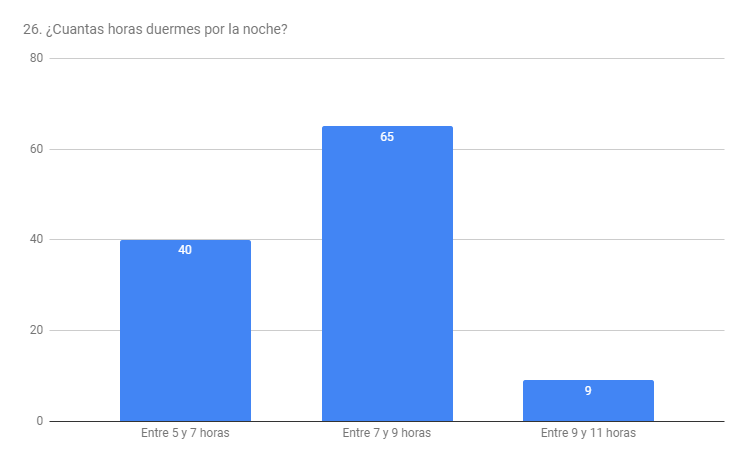 26. ¿Cuantas horas duermes por la noche?
80
60
40
20
0
40
65
9
Entre 5 y 7 horas
Entre 7 y 9 horas
Entre 9 y 11 horas